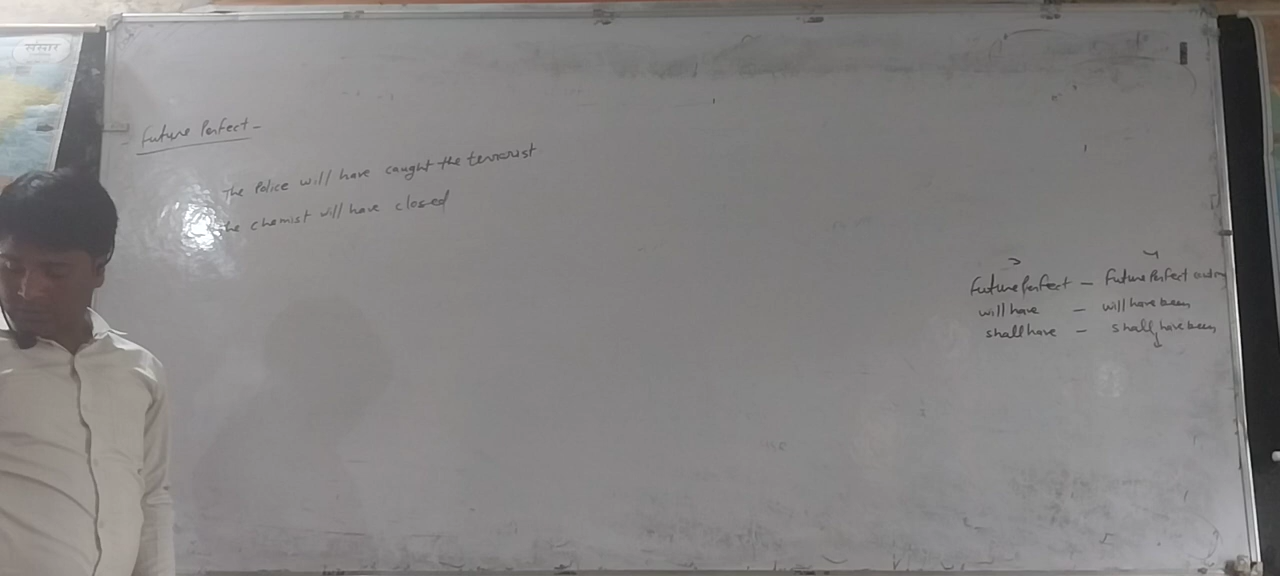 संसार
Future Perfect -
The Police will have caught the terrorist
he chemist will have closed
Future Perfect - Future Perfect
will have - will have been
shall have - shall have been